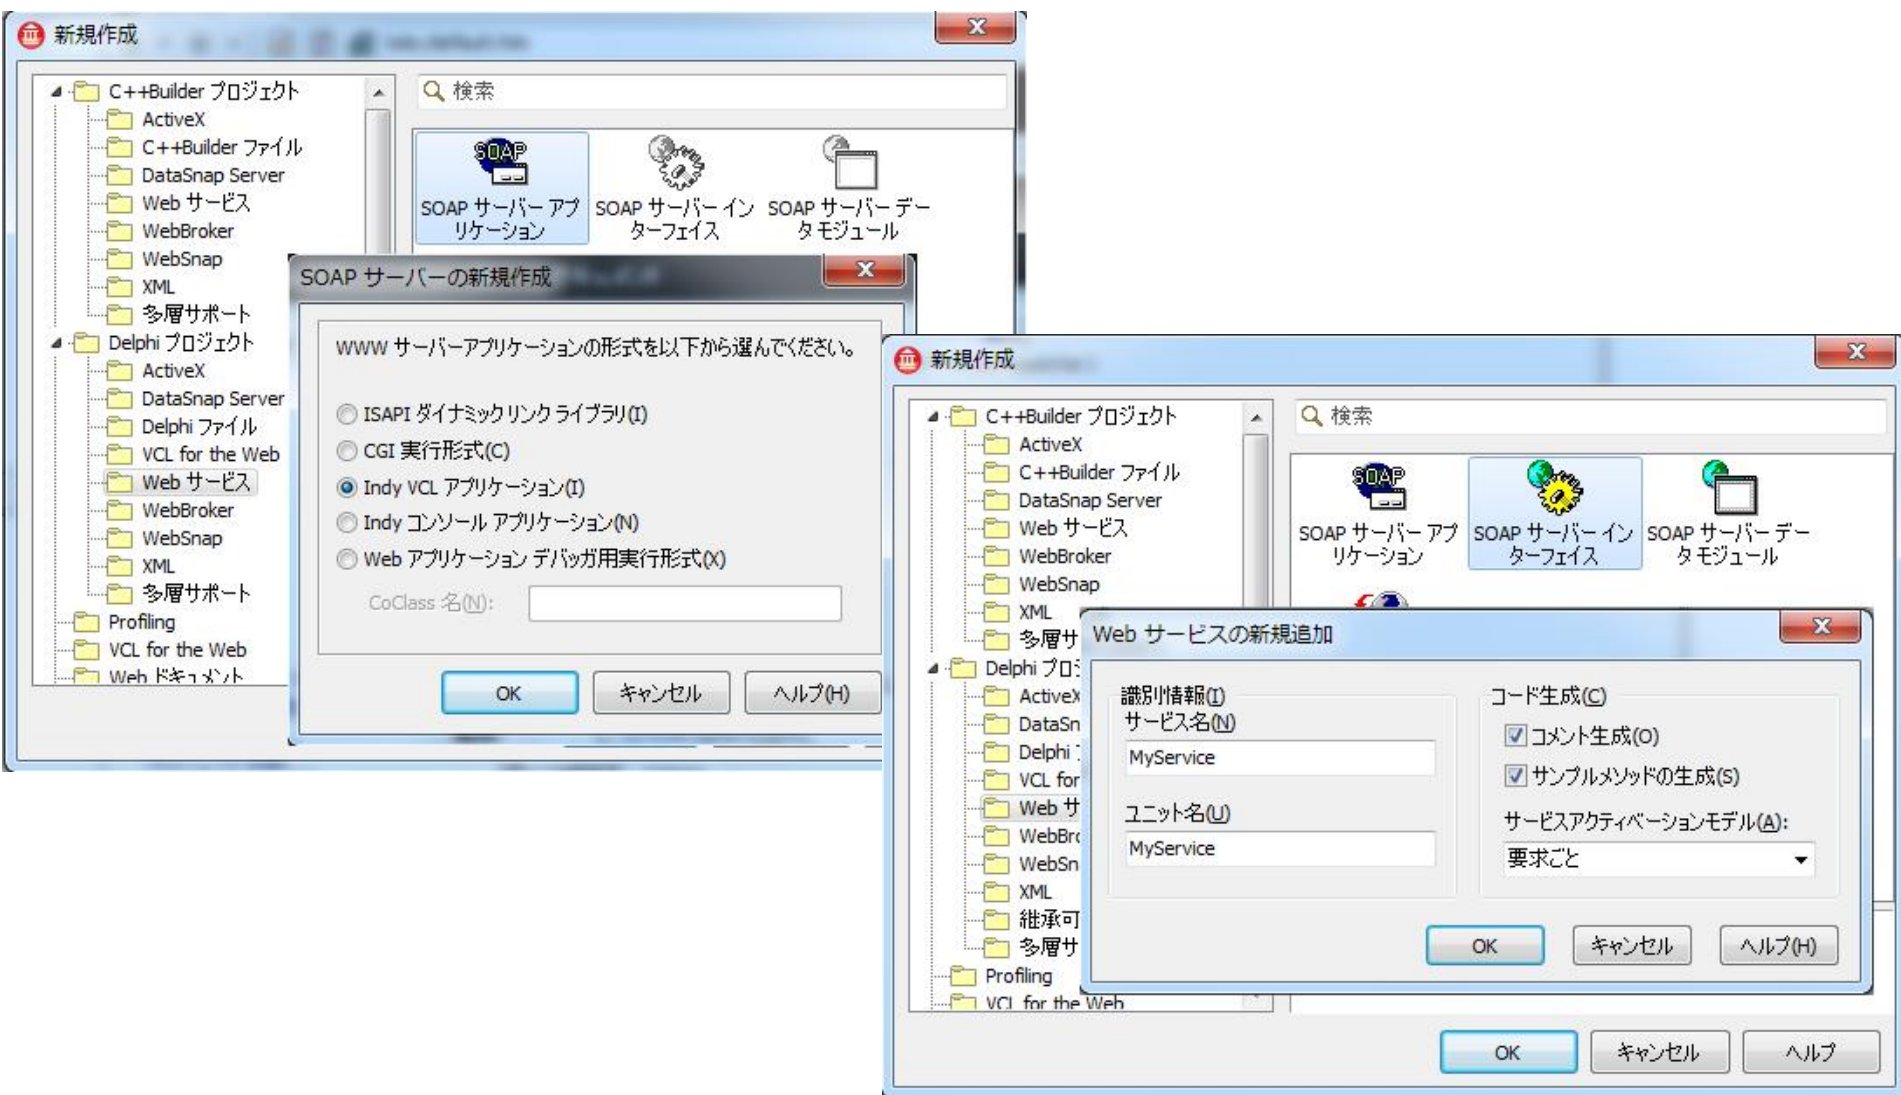 新規作成
C++Builder プロジェクト
ActiveX
C++Builder ファイル
DataSnap Server
Web サービス
WebBroker
WebSnap
XML
多層サポート
Delphi プロジェクト
ActiveX
DataSnap Server
Delphi ファイル
VCL for the Web
Web サービス
WebBroker
WebSnap
XML
多層サポート
Profiling
VCL for the Web
Web ドキュメント
検索
SOAP
SOAP サーバー アプ
リケーション
SOAP サーバー イン
ターフェイス
SOAP サーバー デー
タ モジュール
SOAP サーバーの新規作成
WWW サーバーアプリケーションの形式を以下から選んでください。
ISAPI ダイナミック リンク ライブラリ(I)
CGI 実行形式(C)
Indy VCL アプリケーション(I)
Indy コンソール アプリケーション(N)
Web アプリケーション デバッガ用実行形式(X)
CoClass 名(N):
OK
キャンセル
ヘルプ(H)
新規作成
C++Builder プロジェクト
ActiveX
C++Builder ファイル
DataSnap Server
Web サービス
WebBroker
WebSnap
XML
多層サ
Delphi プロジ
ActiveX
DataSn
Delphi
VCL for
Web サ
WebBro
WebSn
XML
継承可
多層サ
Profiling
VCL for the Web
検索
SOAP
SOAP サーバー アプ
リケーション
SOAP サーバー イン
ターフェイス
SOAP サーバー デー
タ モジュール
Web サービスの新規追加
識別情報(I)
サービス名(N)
MyService
ユニット名(U)
MyService
コード生成(C)
コメント生成(O)
サンプルメソッドの生成(S)
サービスアクティベーションモデル(A):
要求ごと
OK
キャンセル
ヘルプ(H)
OK
キャンセル
ヘルプ